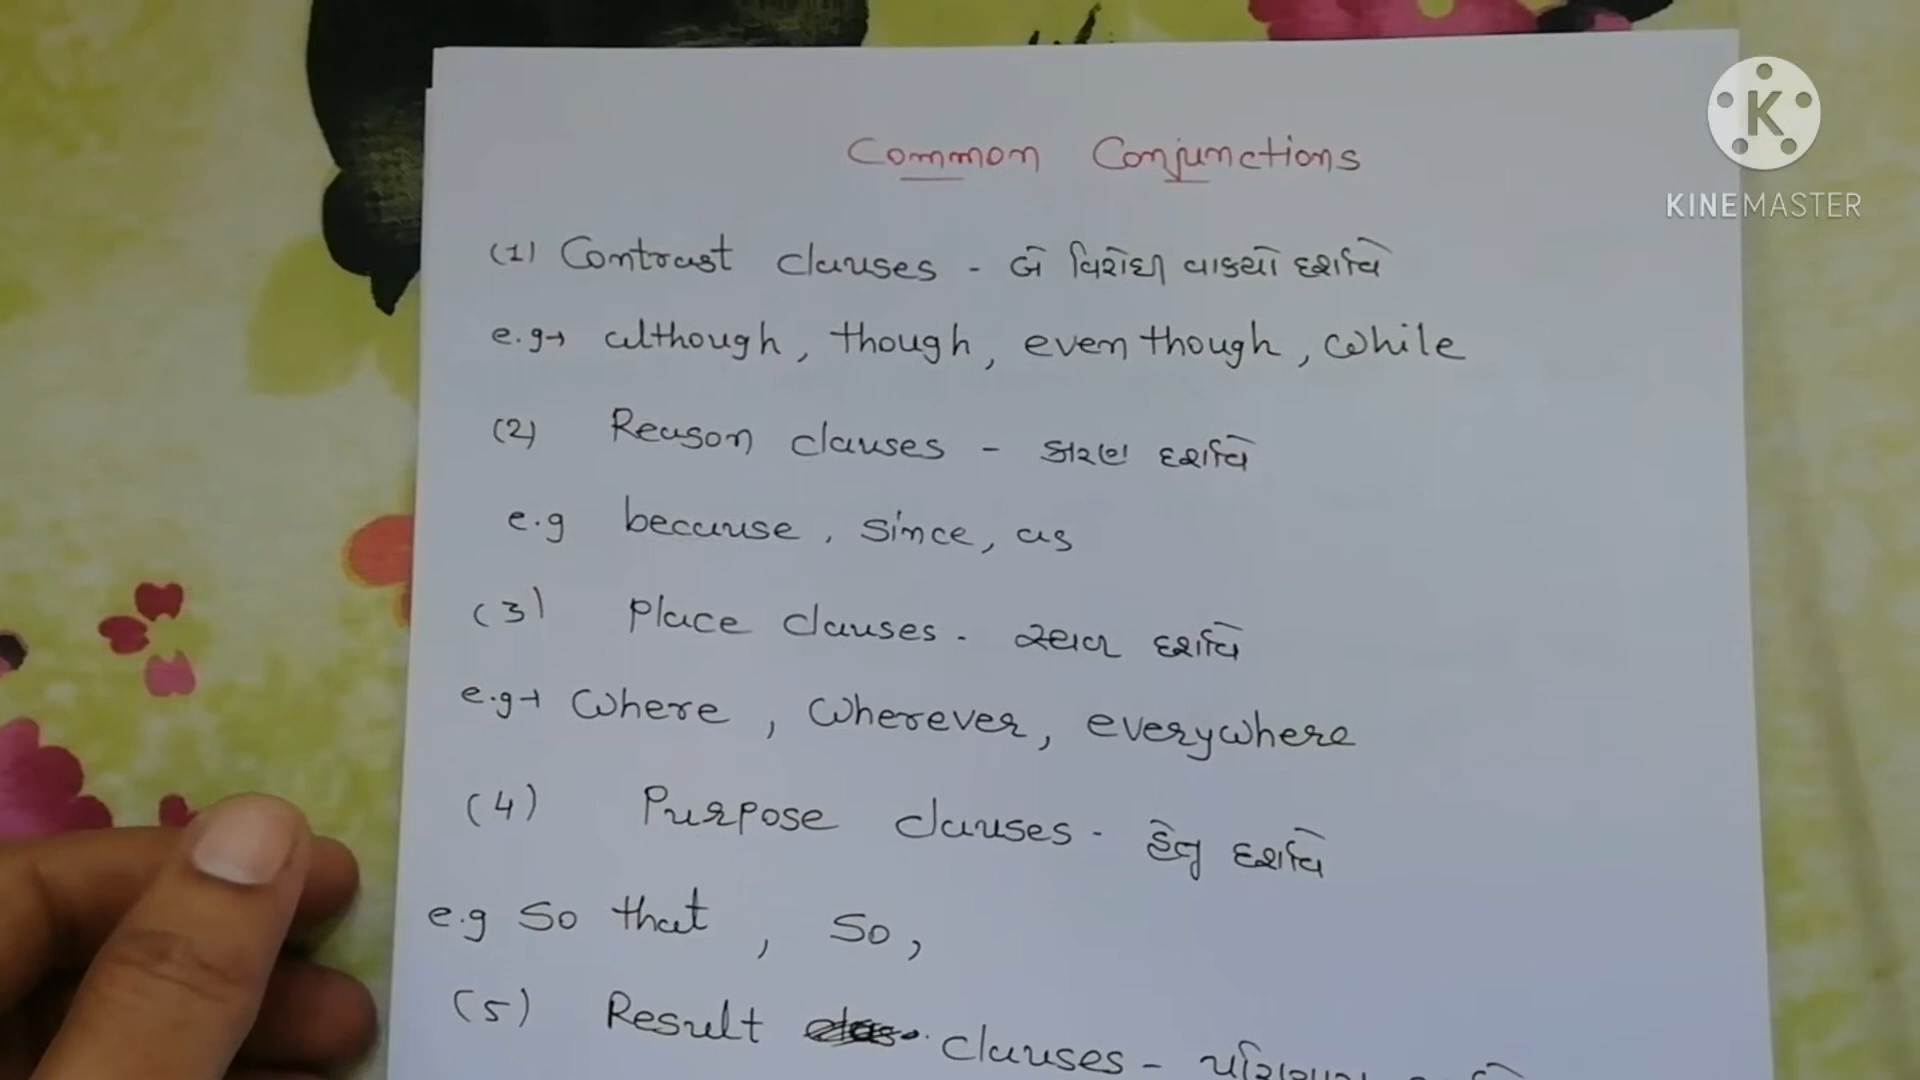 Common Conjunctions
K
KINEMASTER
(1) Contrast clauses - બે વિરોધી વાક્યો દર્શાવે
e.g→ although, though, even though, while
(2) Reason clauses - કારણ દર્શાવે
e.g because, since, as
(3) Place clauses - સ્થળ દર્શાવે
e.g→ Where, Wherever, everywhere
(4) Purpose clauses - હેતુ દર્શાવે
e.g So that, So,
(5) Result clauses -